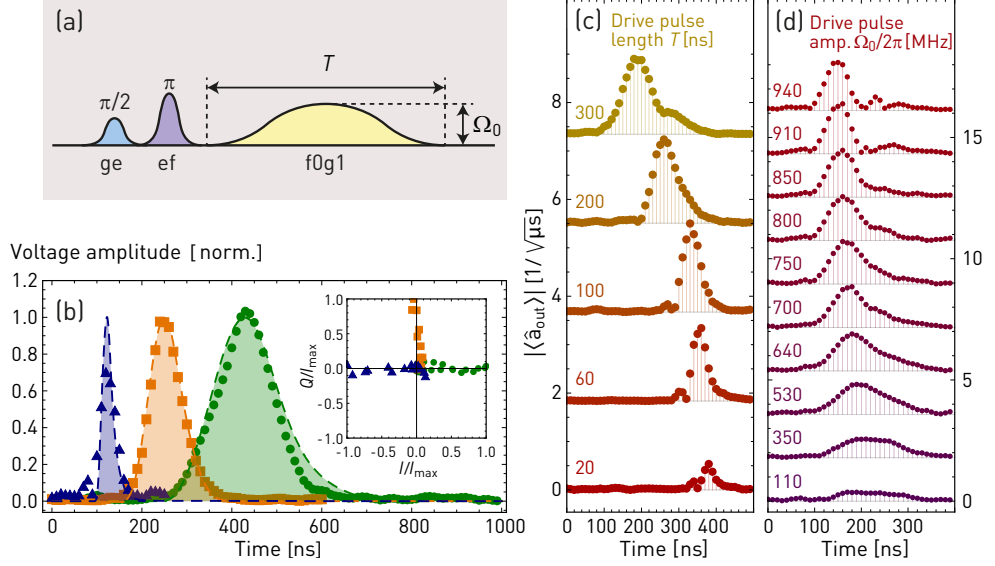 (a)
T
π
π/2
Ω0
ge
ef
f0g1
Voltage amplitude [norm.]
(b)
1.2
1.0
0.8
0.6
0.4
0.2
0.0
0
200
400
600
800
1000
Time [ns]
1.0
0.5
0.0
-0.5
-1.0
Q/Imax
-1.0
-0.5
0.0
0.5
1.0
I/Imax
(c)
Drive pulse
length T [ns]
300
200
100
60
20
8
6
4
2
0
|⟨âout⟩| [1/√µs]
0
100
200
300
400
Time [ns]
(d)
Drive pulse
amp. Ω0/2π [MHz]
940
910
850
800
750
700
640
530
350
110
15
10
5
0
0
100
200
300
Time [ns]